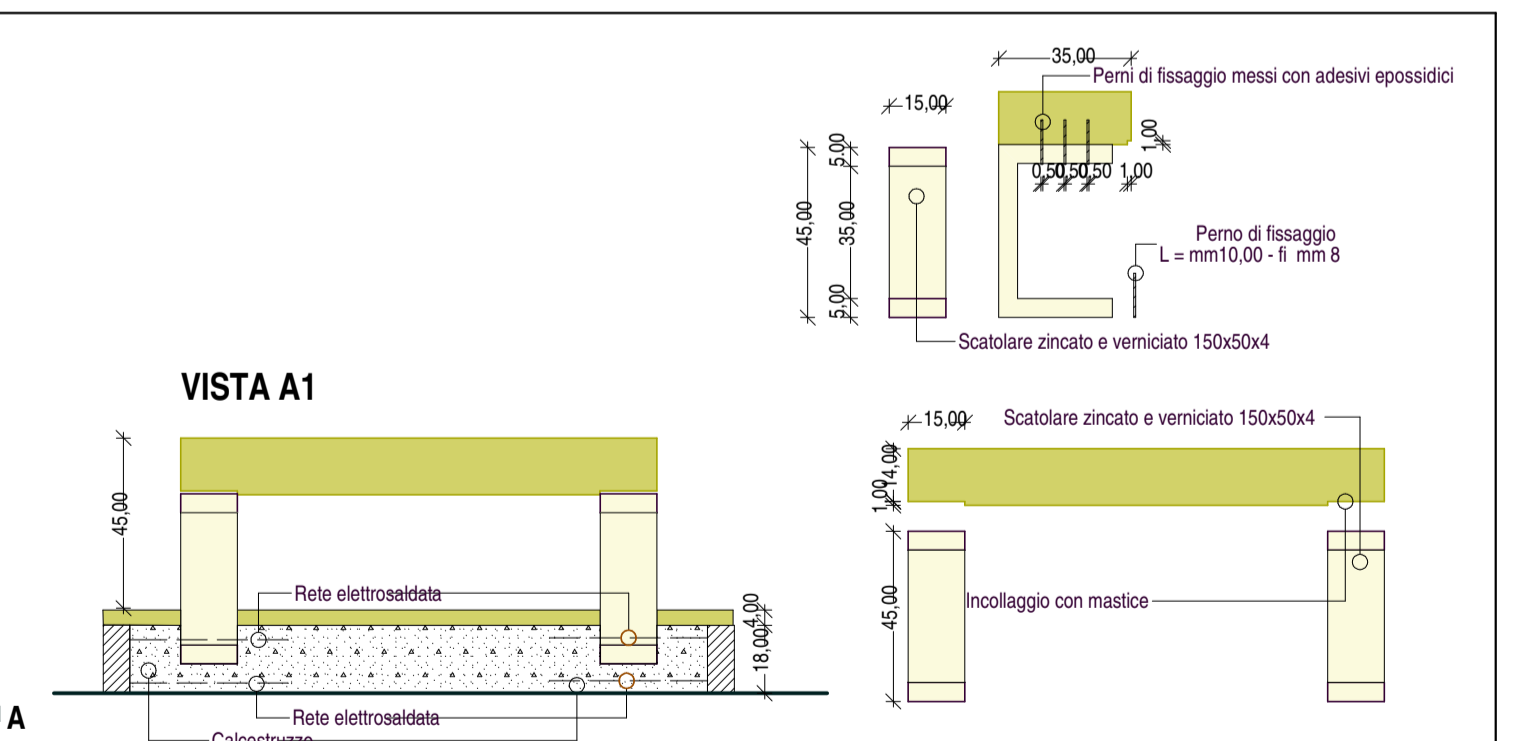 35,00
Perni di fissaggio messi con adesivi epossidici
15,00
1,00
5.00
0,50
0,50
0,50
1,00
45,00
35,00
Perno di fissaggio
L = mm10,00 - fi mm 8
5,00
Scatolare zincato e verniciato 150x50x4
VISTA A1
15,00
Scatolare zincato e verniciato 150x50x4
14,00
1,00
45,00
Rete elettrosaldata
45,00
Incollaggio con mastice
4,00
18,00
Rete elettrosaldata
A
Calcestruzzo